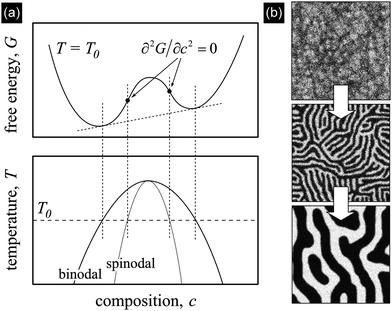 (a)
free energy, G
T = T₀
∂²G/∂c² = 0
temperature, T
T₀
binodal
spinodal
composition, c
(b)